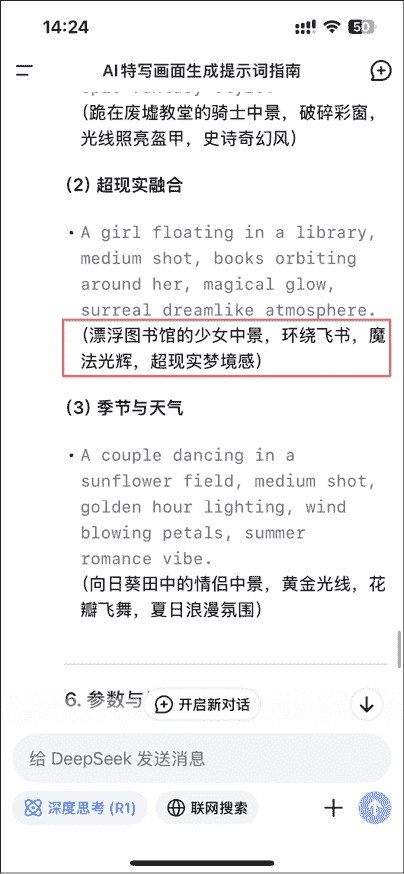 14:24
50
AI特写画面生成提示词指南
(跪在废墟教堂的骑士中景，破碎彩窗，
光线照亮盔甲，史诗奇幻风)
(2) 超现实融合
• A girl floating in a library,
medium shot, books orbiting
around her, magical glow,
surreal dreamlike atmosphere.
(漂浮图书馆的少女中景，环绕飞书，魔
法光辉，超现实梦境感)
(3) 季节与天气
• A couple dancing in a
sunflower field, medium shot,
golden hour lighting, wind
blowing petals, summer
romance vibe.
(向日葵田中的情侣中景，黄金光线，花
瓣飞舞，夏日浪漫氛围)
6. 参数与
开启新对话
给 DeepSeek 发送消息
深度思考 (R1)
联网搜索